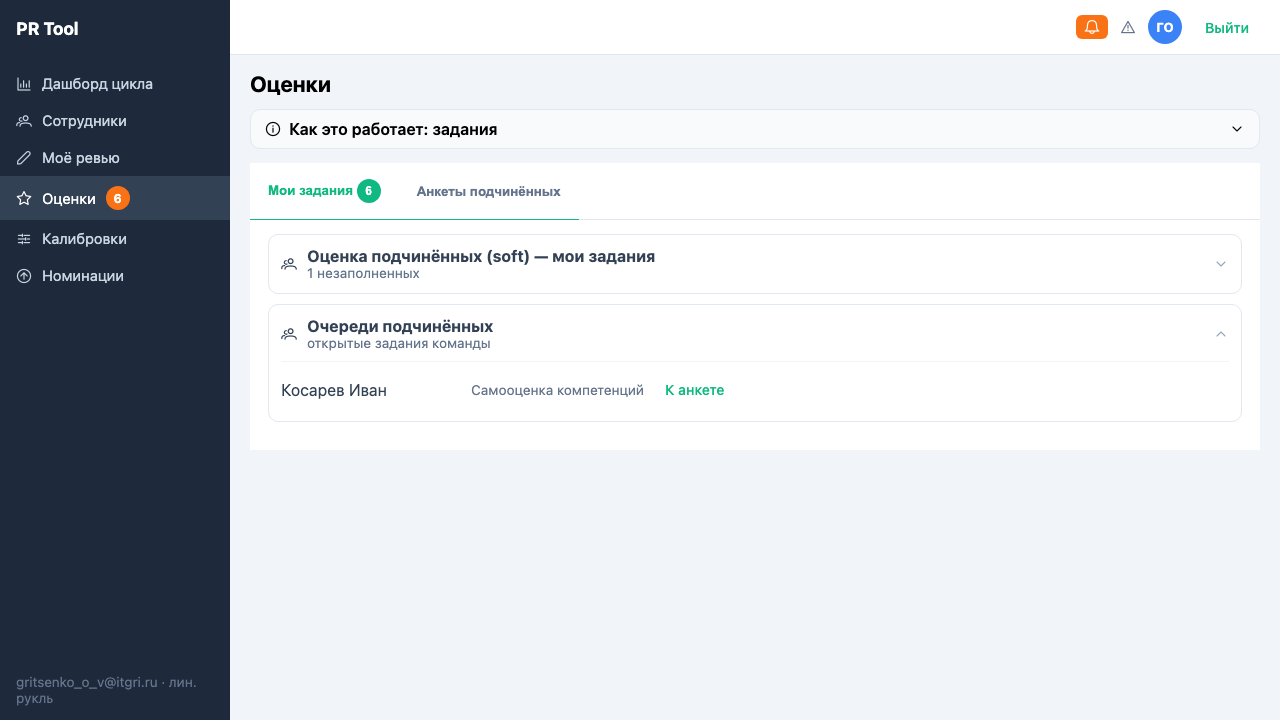 PR Tool
ГО
Выйти
Дашборд цикла
Сотрудники
Моё ревью
Оценки 6
Калибровки
Номинации
gritsenko_o_v@itgri.ru · лин.
рукль
Оценки
Как это работает: задания
Мои задания 6
Анкеты подчинённых
Оценка подчинённых (soft) — мои задания
1 незаполненных
Очереди подчинённых
открытые задания команды
Косарев Иван
Самооценка компетенций
К анкете